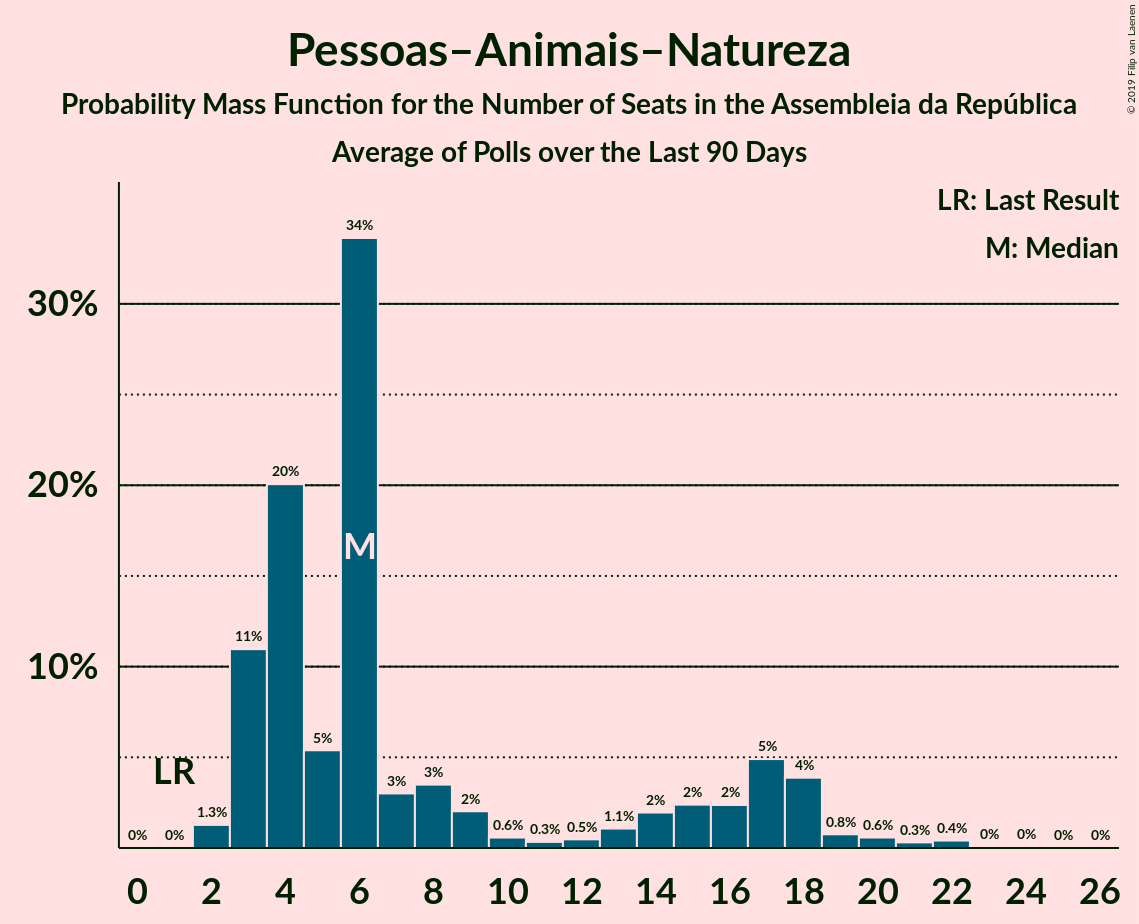 Pessoas–Animais–Natureza
Probability Mass Function for the Number of Seats in the Assembleia da República
Average of Polls over the Last 90 Days
© 2019 Filip van Laenen
LR: Last Result
M: Median
30%
20%
10%
0% 0% 1.3% 11% 20% 5% 34% 3% 3% 2% 0.6% 0.3% 0.5% 1.1% 2% 2% 2% 5% 4% 0.8% 0.6% 0.3% 0.4% 0% 0% 0% 0%
M
LR
0 2 4 6 8 10 12 14 16 18 20 22 24 26